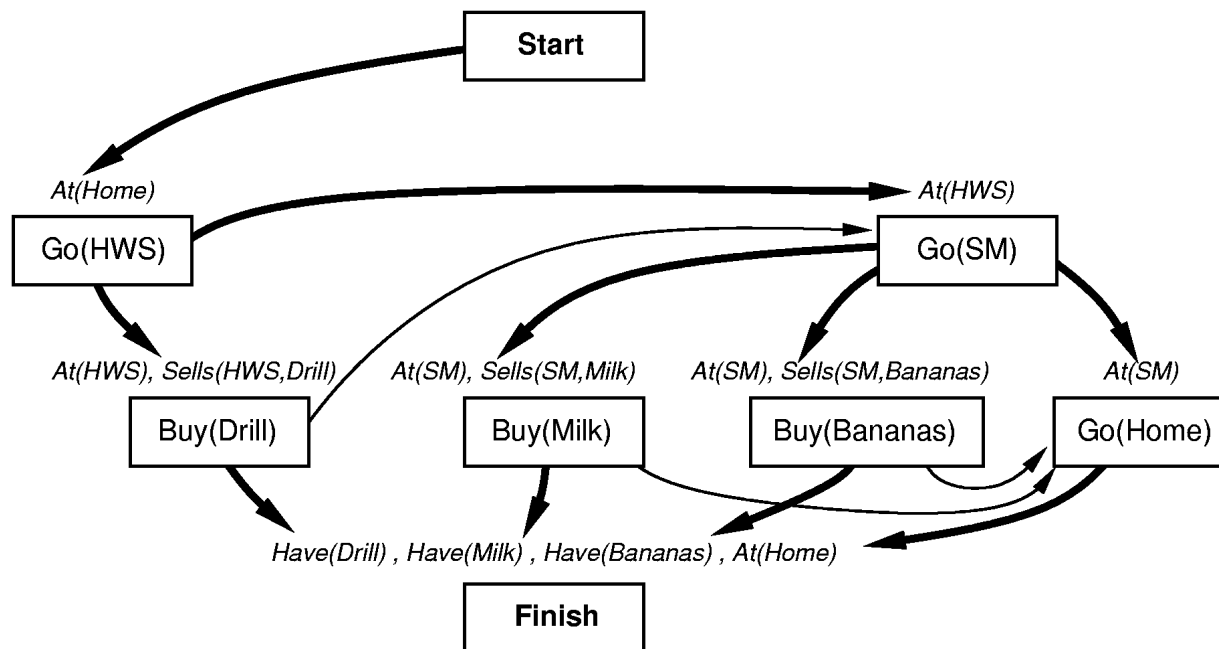 Start
At(Home) At(HWS)
Go(HWS) Go(SM)
At(HWS), Sells(HWS,Drill) At(SM), Sells(SM,Milk) At(SM), Sells(SM,Bananas) At(SM)
Buy(Drill) Buy(Milk) Buy(Bananas) Go(Home)
Have(Drill) , Have(Milk) , Have(Bananas) , At(Home)
Finish